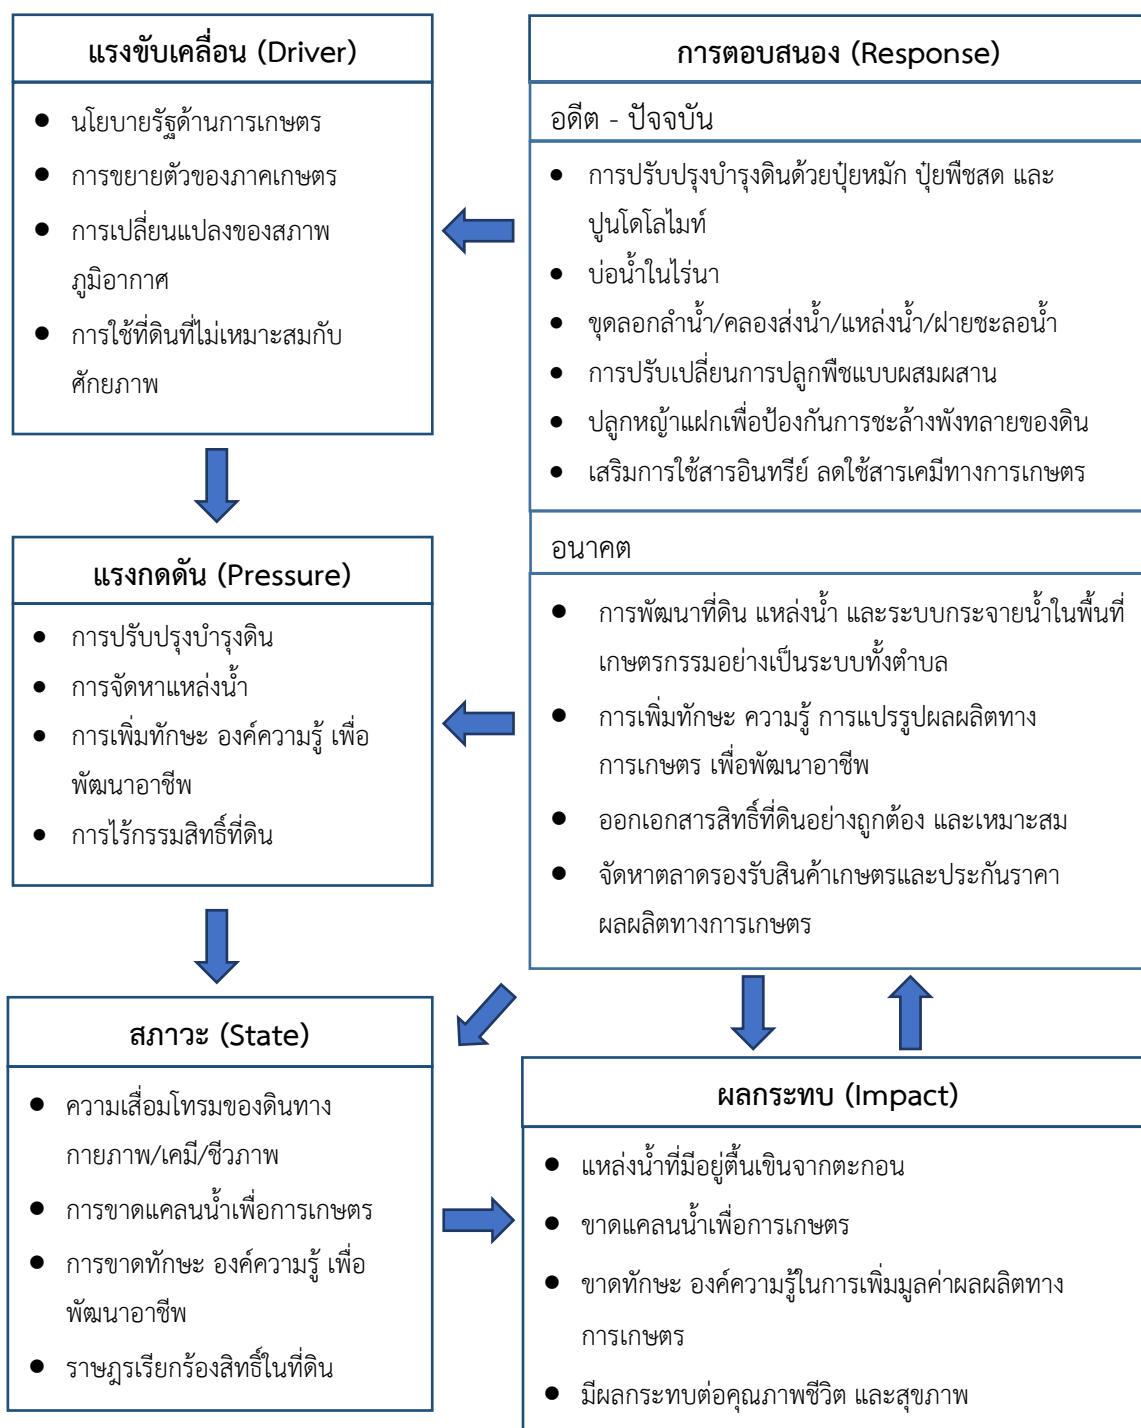 แรงขับเคลื่อน (Driver)
● นโยบายรัฐด้านการเกษตร
● การขยายตัวของภาคเกษตร
● การเปลี่ยนแปลงของสภาพ
ภูมิอากาศ
● การใช้ที่ดินที่ไม่เหมาะสมกับ
ศักยภาพ
แรงกดดัน (Pressure)
● การปรับปรุงบำรุงดิน
● การจัดหาแหล่งน้ำ
● การเพิ่มทักษะ องค์ความรู้ เพื่อ
พัฒนาอาชีพ
● การไร้กรรมสิทธิ์ที่ดิน
สภาวะ (State)
● ความเสื่อมโทรมของดินทาง
กายภาพ/เคมี/ชีวภาพ
● การขาดแคลนน้ำเพื่อการเกษตร
● การขาดทักษะ องค์ความรู้ เพื่อ
พัฒนาอาชีพ
● ราษฎรเรียกร้องสิทธิ์ในที่ดิน
การตอบสนอง (Response)
อดีต - ปัจจบัน
● การปรับปรุงบำรุงดินด้วยปุ๋ยหมัก ปุ๋ยพืชสด และ
ปูนโดโลไมท์
● บ่อน้ำในไร่นา
● ขุดลอกลำน้ำ/คลองส่งน้ำ/แหล่งน้ำ/ฝายชะลอน้ำ
● การปรับเปลี่ยนการปลูกพืชแบบผสมผสาน
● ปลูกหญ้าแฝกเพื่อป้องกันการชะล้างพังทลายของดิน
● เสริมการใช้สารอินทรีย์ ลดใช้สารเคมีทางการเกษตร
อนาคต
● การพัฒนาที่ดิน แหล่งน้ำ และระบบกระจายน้ำในพื้นที่
เกษตรกรรมอย่างเป็นระบบทั้งตำบล
● การเพิ่มทักษะ ความรู้ การแปรรูปผลผลิตทาง
การเกษตร เพื่อพัฒนาอาชีพ
● ออกเอกสารสิทธิ์ที่ดินอย่างถูกต้อง และเหมาะสม
● จัดหาตลาดรองรับสินค้าเกษตรและประกันราคา
ผลผลิตทางการเกษตร
ผลกระทบ (Impact)
● แหล่งน้ำที่มีอยู่ตื้นเขินจากตะกอน
● ขาดแคลนน้ำเพื่อการเกษตร
● ขาดทักษะ องค์ความรู้ในการเพิ่มมูลค่าผลผลิตทาง
การเกษตร
● มีผลกระทบต่อคุณภาพชีวิต และสุขภาพ